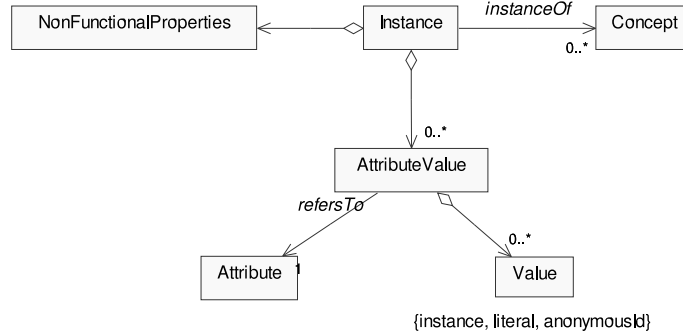 instanceOf
NonFunctionalProperties
Instance
Concept
0..*
0..*
AttributeValue
refersTo
0..*
Attribute
1
Value
{instance, literal, anonymousId}